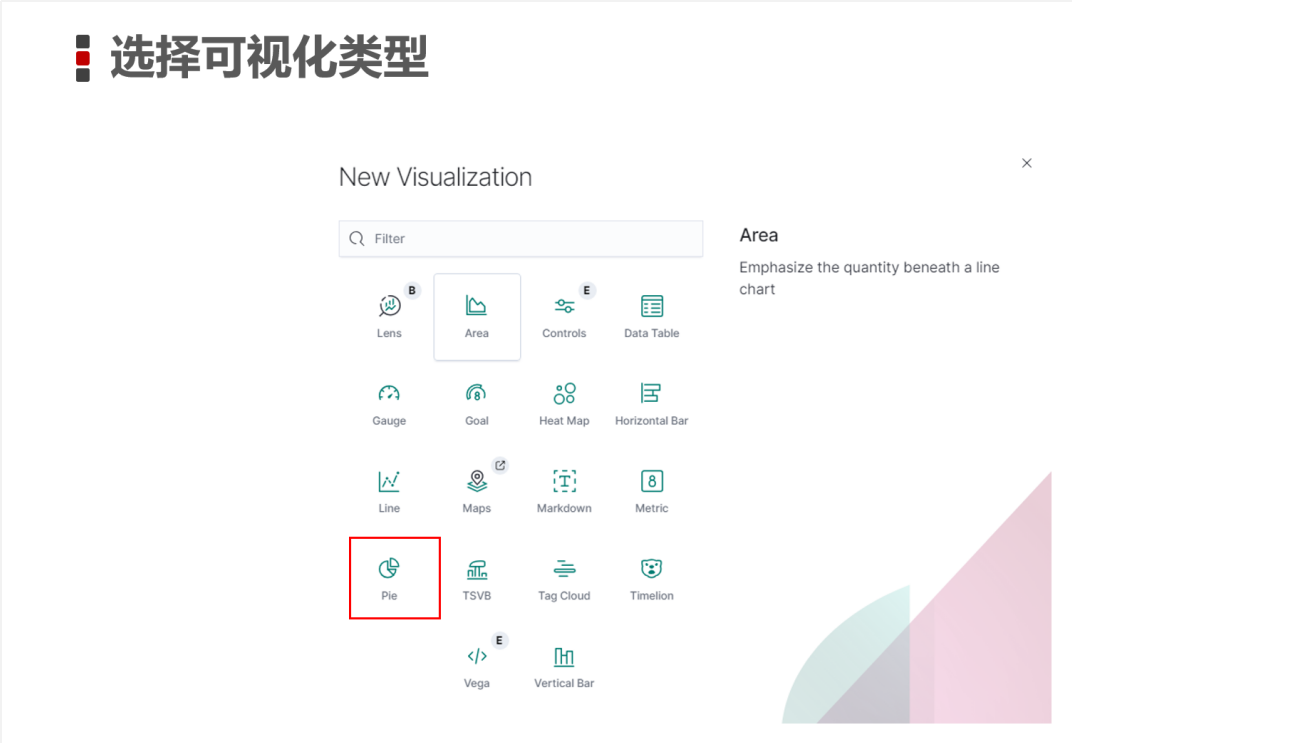 选择可视化类型
New Visualization
Filter
Area
Emphasize the quantity beneath a line
chart
B
E
Lens
Area
Controls
Data Table
8
Gauge
Goal
Heat Map
Horizontal Bar
T
8
Line
Maps
Markdown
Metric
Pie
TSVB
Tag Cloud
Timelion
E
</>
Vega
Vertical Bar